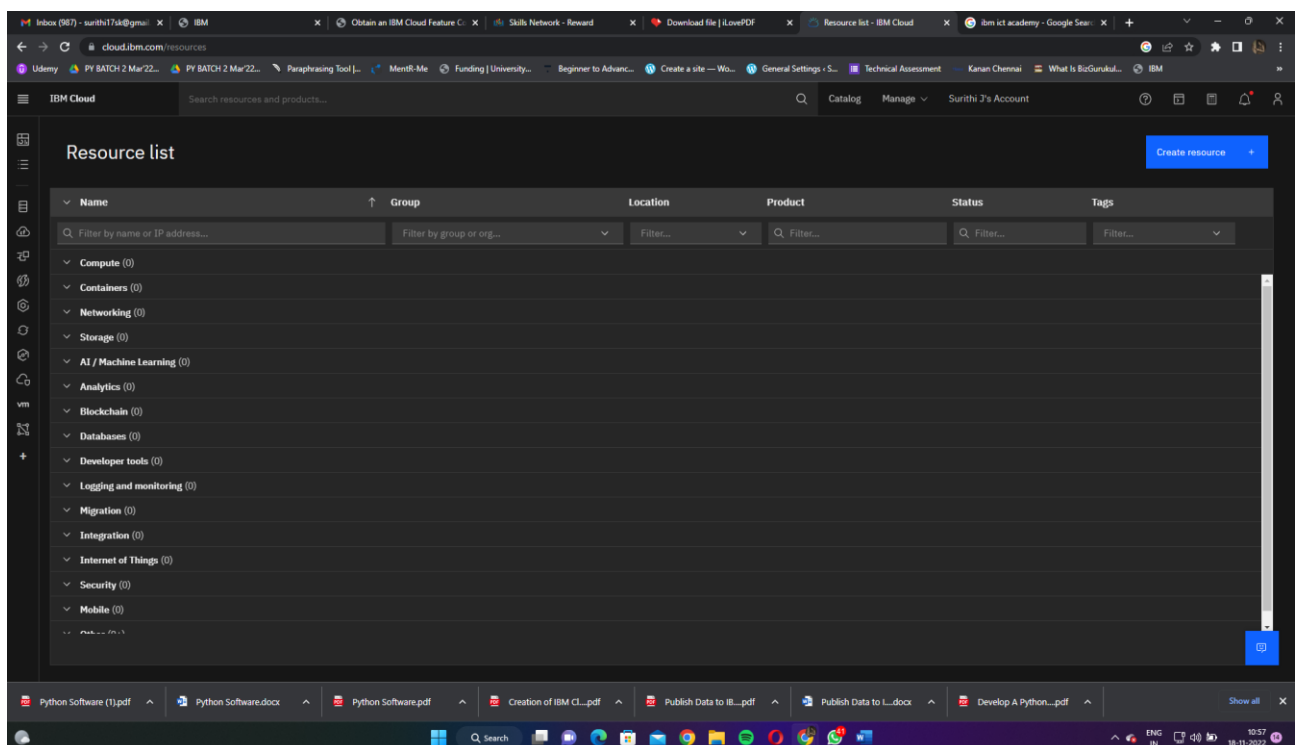 Inbox (987) - surithi17sk@gmail. IBM Obtain an IBM Cloud Feature Co Skills Network - Reward Download file | iLovePDF Resource list - IBM Cloud ibm ict academy - Google Sear
cloud.ibm.com/resources
Udemy PY BATCH 2 Mar'22... PY BATCH 2 Mar'22... Paraphrasing Tool |... MentR-Me Funding | University... Beginner to Advanc... Create a site — Wo... General Settings ‹ S... Technical Assessment Kanan Chennai What Is BizGurukul... IBM »
IBM Cloud Search resources and products... Catalog Manage Surithi J's Account
Resource list
Create resource +
Name Group Location Product Status Tags
Filter by name or IP address... Filter by group or org... Filter... Filter... Filter... Filter...
Compute (0)
Containers (0)
Networking (0)
Storage (0)
AI / Machine Learning (0)
Analytics (0)
Blockchain (0)
Databases (0)
vm
Developer tools (0)
Logging and monitoring (0)
Migration (0)
Integration (0)
Internet of Things (0)
Security (0)
Mobile (0)
Python Software (1).pdf Python Software.docx Python Software.pdf Creation of IBM Cl....pdf Publish Data to IB....pdf Publish Data to I....docx Develop A Python....pdf Show all
Search
ENG
IN
10:57
18-11-2022